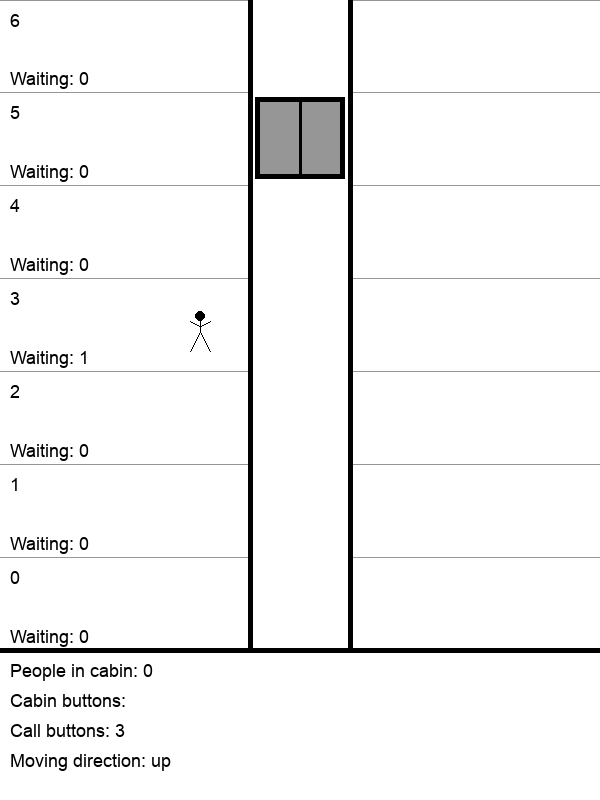 6
Waiting: 0
5
Waiting: 0
4
Waiting: 0
3
Waiting: 1
2
Waiting: 0
1
Waiting: 0
0
Waiting: 0
People in cabin: 0
Cabin buttons:
Call buttons: 3
Moving direction: up